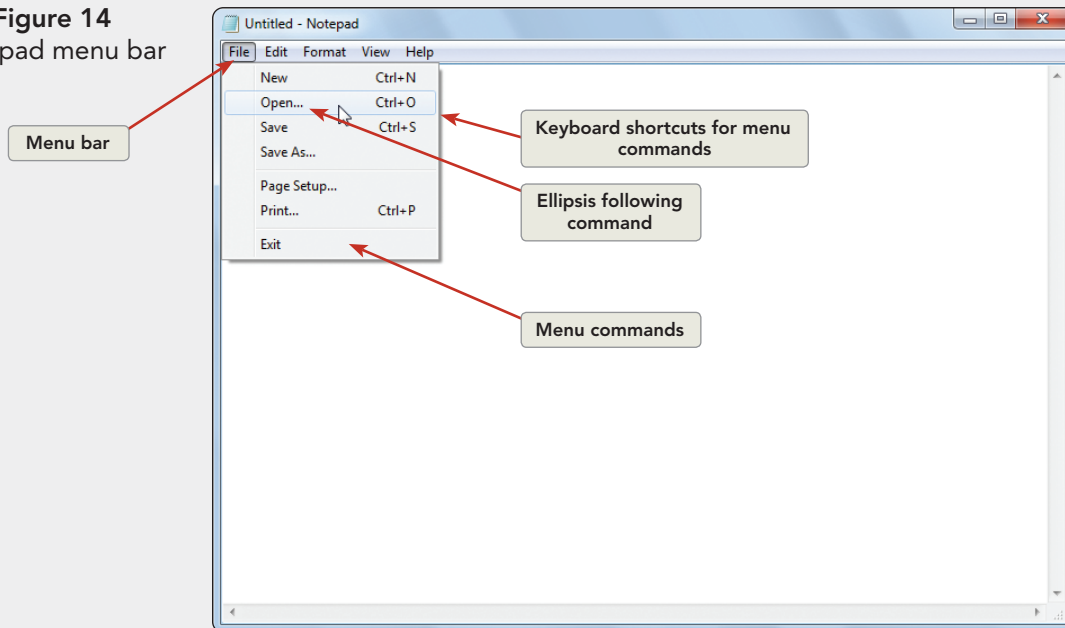 Figure 14
pad menu bar
Untitled - Notepad
File Edit Format View Help
New Ctrl+N
Open... Ctrl+O
Save Ctrl+S
Save As...
Page Setup...
Print... Ctrl+P
Exit
Menu bar
Keyboard shortcuts for menu
commands
Ellipsis following
command
Menu commands